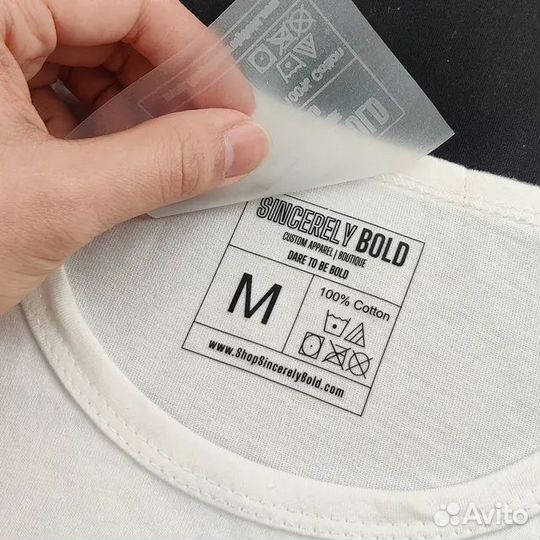 SINCERELY BOLD
CUSTOM APPAREL | BOUTIQUE
DARE TO BE BOLD
M
100% Cotton
www.ShopSincerelyBold.com
Avito